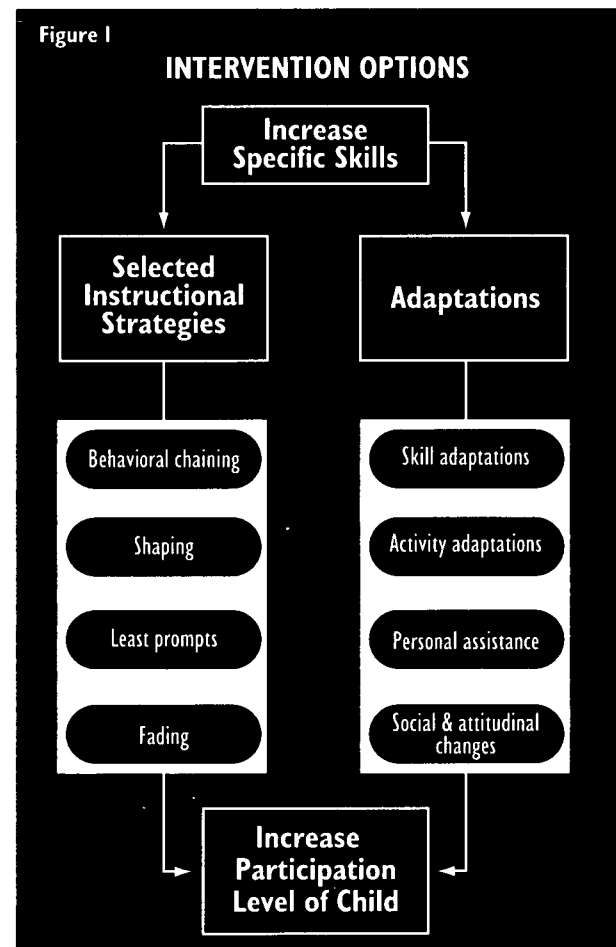 Figure I
INTERVENTION OPTIONS
Increase
Specific Skills
Selected
Instructional
Strategies
Adaptations
Behavioral chaining
Shaping
Least prompts
Fading
Skill adaptations
Activity adaptations
Personal assistance
Social & attitudinal
changes
Increase
Participation
Level of Child